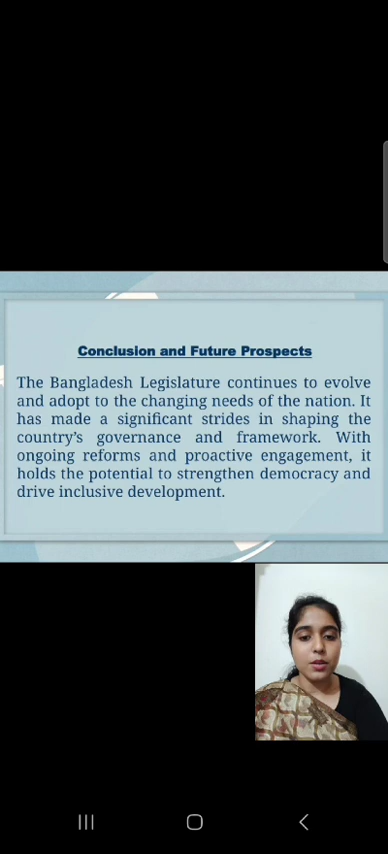 Conclusion and Future Prospects
The Bangladesh Legislature continues to evolve
and adopt to the changing needs of the nation. It
has made a significant strides in shaping the
country’s governance and framework. With
ongoing reforms and proactive engagement, it
holds the potential to strengthen democracy and
drive inclusive development.